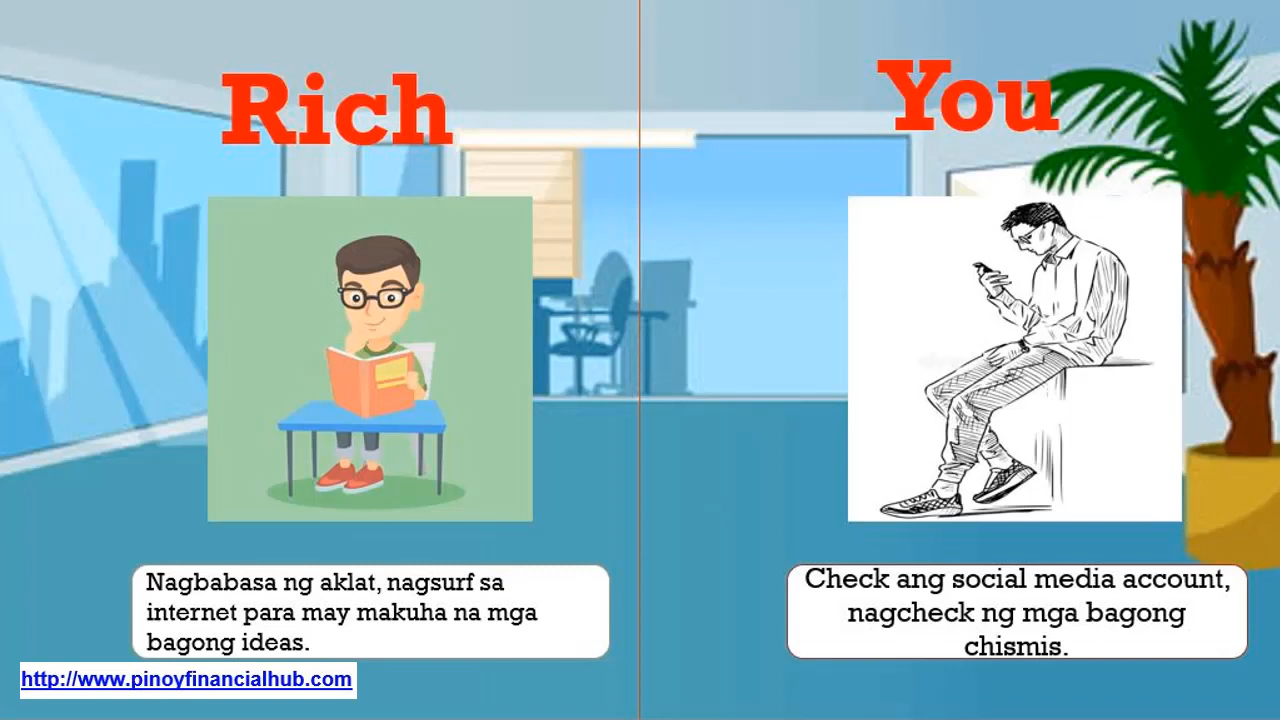 Rich
You
Nagbabasa ng aklat, nagsurf sa
internet para may makuha na mga
bagong ideas.
Check ang social media account,
nagcheck ng mga bagong
chismis.
http://www.pinoyfinancialhub.com